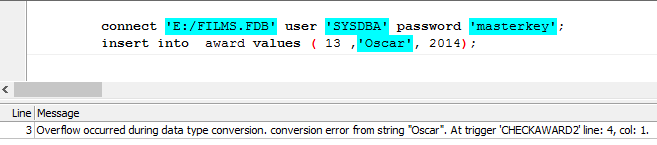 connect 'E:/FILMS.FDB' user 'SYSDBA' password 'masterkey';
insert into  award values ( 13 ,'Oscar', 2014);
Line Message
3 Overflow occurred during data type conversion. conversion error from string "Oscar". At trigger 'CHECKAWARD2' line: 4, col: 1.